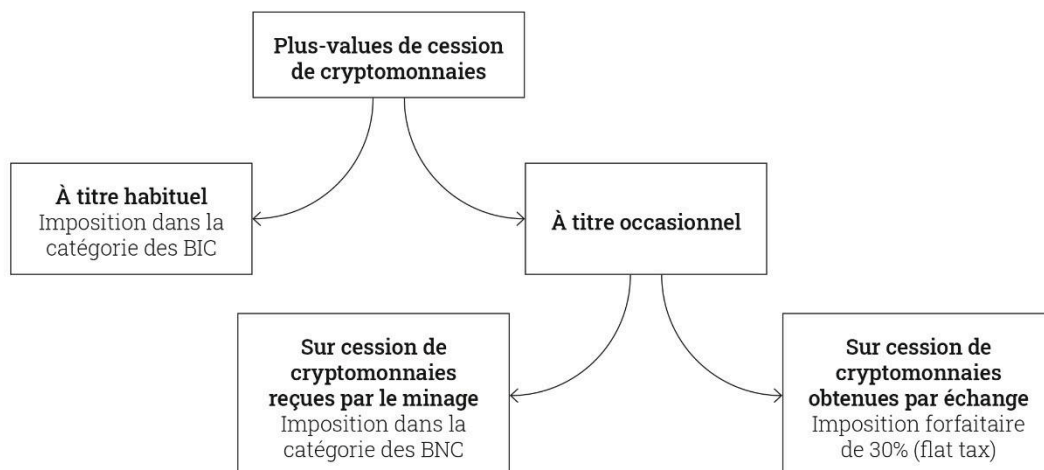 Plus-values de cession
de cryptomonnaies
À titre habituel
Imposition dans la
catégorie des BIC
À titre occasionnel
Sur cession de
cryptomonnaies
reçues par le minage
Imposition dans la
catégorie des BNC
Sur cession de
cryptomonnaies
obtenues par échange
Imposition forfaitaire
de 30% (flat tax)